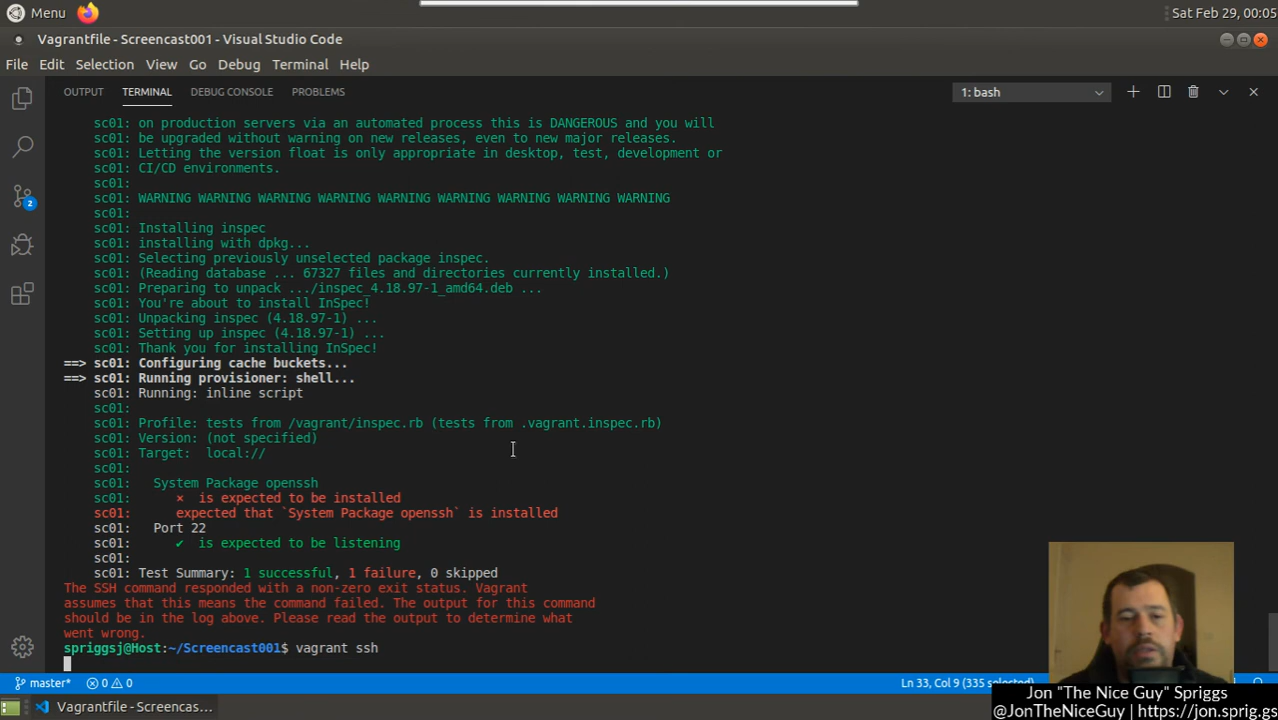 Menu
Sat Feb 29, 00:05
Vagrantfile - Screencast001 - Visual Studio Code
File Edit Selection View Go Debug Terminal Help
OUTPUT TERMINAL DEBUG CONSOLE PROBLEMS 1: bash
sc01: on production servers via an automated process this is DANGEROUS and you will
sc01: be upgraded without warning on new releases, even to new major releases.
sc01: Letting the version float is only appropriate in desktop, test, development or
sc01: CI/CD environments.
sc01:
sc01: WARNING WARNING WARNING WARNING WARNING WARNING WARNING WARNING WARNING
sc01:
sc01: Installing inspec
sc01: installing with dpkg...
sc01: Selecting previously unselected package inspec.
sc01: (Reading database ... 67327 files and directories currently installed.)
sc01: Preparing to unpack .../inspec_4.18.97-1_amd64.deb ...
sc01: You're about to install InSpec!
sc01: Unpacking inspec (4.18.97-1) ...
sc01: Setting up inspec (4.18.97-1) ...
sc01: Thank you for installing InSpec!
==> sc01: Configuring cache buckets...
==> sc01: Running provisioner: shell...
sc01: Running: inline script
sc01:
sc01: Profile: tests from /vagrant/inspec.rb (tests from .vagrant.inspec.rb)
sc01: Version: (not specified)
sc01: Target: local://
sc01:
sc01: System Package openssh
sc01: × is expected to be installed
sc01: expected that `System Package openssh` is installed
sc01: Port 22
sc01: ✔ is expected to be listening
sc01:
sc01: Test Summary: 1 successful, 1 failure, 0 skipped
The SSH command responded with a non-zero exit status. Vagrant
assumes that this means the command failed. The output for this command
should be in the log above. Please read the output to determine what
went wrong.
spriggsj@Host:~/Screencast001$ vagrant ssh
2
master* 0 0 Ln 33, Col 9 (335 selected)
Vagrantfile - Screencas...
Jon "The Nice Guy" Spriggs
@JonTheNiceGuy | https://jon.sprig.gs